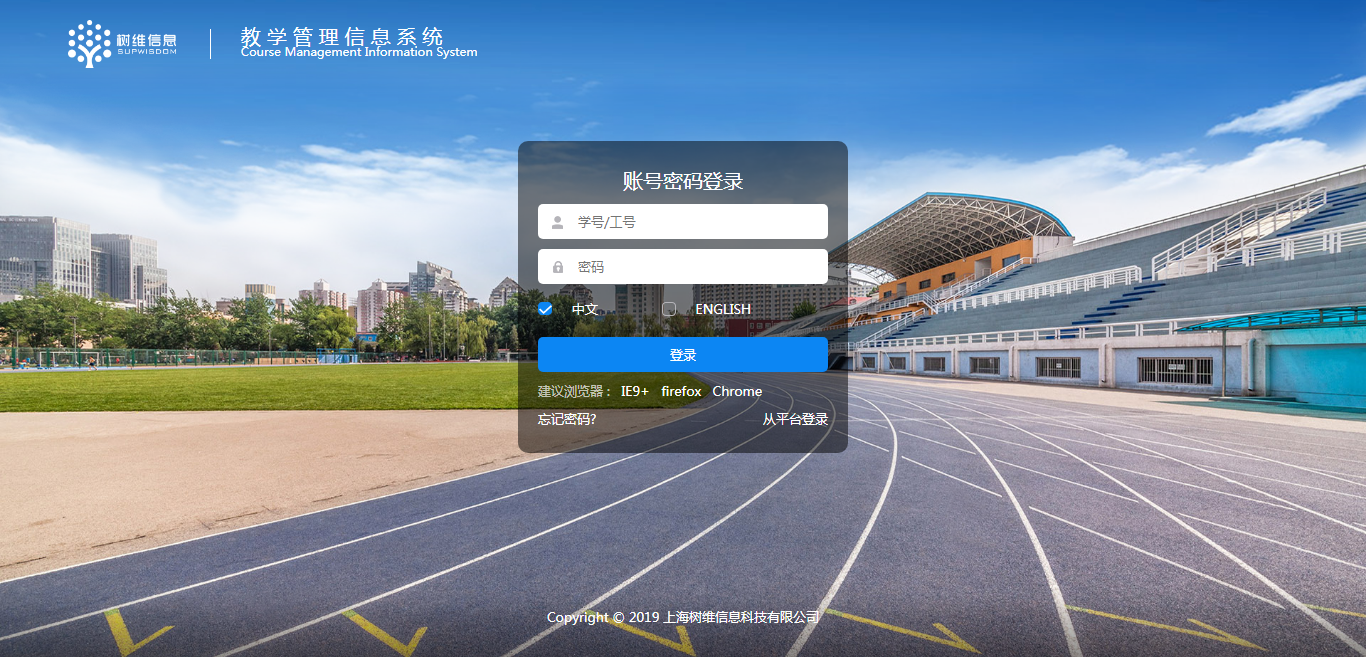 树维信息
SUPWISDOM
教学管理信息系统
Course Management Information System
账号密码登录
学号/工号
密码
中文 ENGLISH
登录
建议浏览器： IE9+ firefox Chrome
忘记密码? 从平台登录
Copyright © 2019 上海树维信息科技有限公司